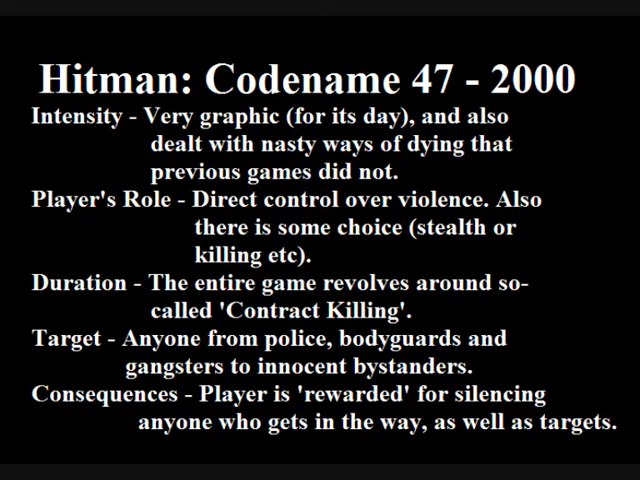 Hitman: Codename 47 - 2000
Intensity - Very graphic (for its day), and also
dealt with nasty ways of dying that
previous games did not.
Player's Role - Direct control over violence. Also
there is some choice (stealth or
killing etc).
Duration - The entire game revolves around so-
called 'Contract Killing'.
Target - Anyone from police, bodyguards and
gangsters to innocent bystanders.
Consequences - Player is 'rewarded' for silencing
anyone who gets in the way, as well as targets.